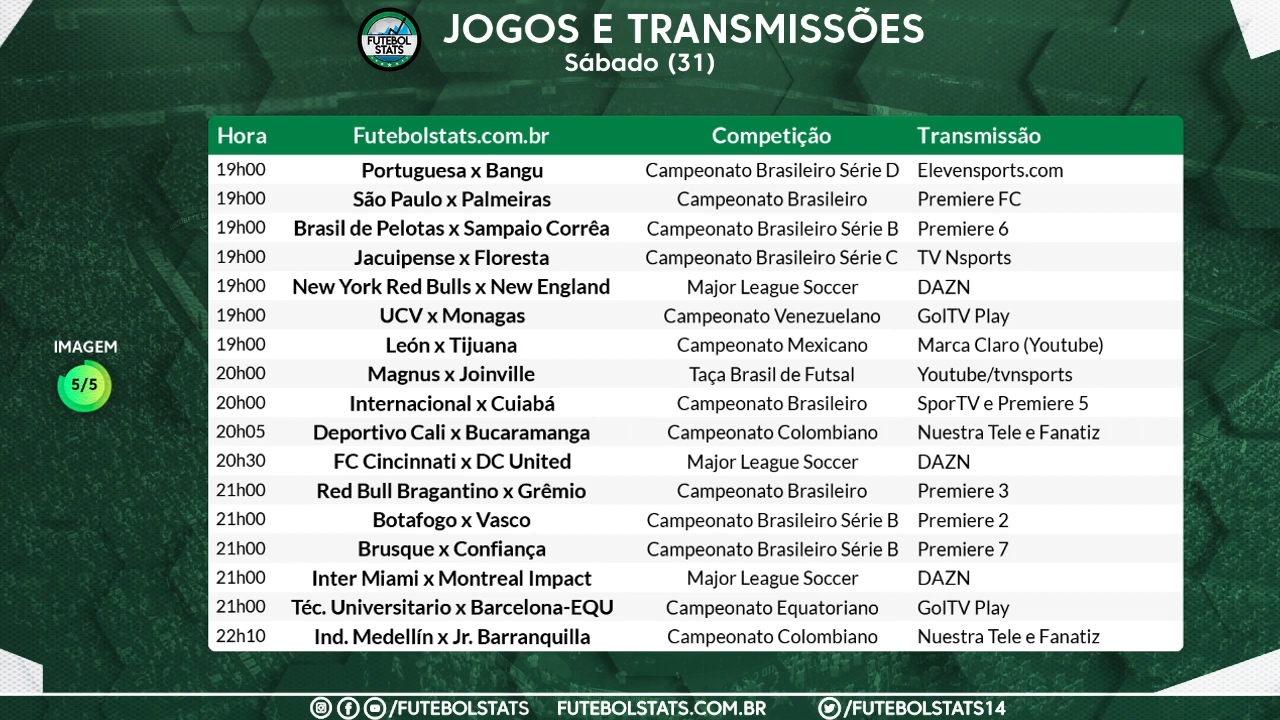 FUTEBOL
STATS
JOGOS E TRANSMISSÕES
Sábado (31)
Hora Futebolstats.com.br Competição Transmissão
19h00 Portuguesa x Bangu Campeonato Brasileiro Série D Elevensports.com
19h00 São Paulo x Palmeiras Campeonato Brasileiro Premiere FC
19h00 Brasil de Pelotas x Sampaio Corrêa Campeonato Brasileiro Série B Premiere 6
19h00 Jacuipense x Floresta Campeonato Brasileiro Série C TV Nsports
19h00 New York Red Bulls x New England Major League Soccer DAZN
19h00 UCV x Monagas Campeonato Venezuelano GolTV Play
19h00 León x Tijuana Campeonato Mexicano Marca Claro (Youtube)
20h00 Magnus x Joinville Taça Brasil de Futsal Youtube/tvnsports
20h00 Internacional x Cuiabá Campeonato Brasileiro SporTV e Premiere 5
20h05 Deportivo Cali x Bucaramanga Campeonato Colombiano Nuestra Tele e Fanatiz
20h30 FC Cincinnati x DC United Major League Soccer DAZN
21h00 Red Bull Bragantino x Grêmio Campeonato Brasileiro Premiere 3
21h00 Botafogo x Vasco Campeonato Brasileiro Série B Premiere 2
21h00 Brusque x Confiança Campeonato Brasileiro Série B Premiere 7
21h00 Inter Miami x Montreal Impact Major League Soccer DAZN
21h00 Téc. Universitario x Barcelona-EQU Campeonato Equatoriano GolTV Play
22h10 Ind. Medellín x Jr. Barranquilla Campeonato Colombiano Nuestra Tele e Fanatiz
IMAGEM
5/5
/FUTEBOLSTATS FUTEBOLSTATS.COM.BR /FUTEBOLSTATS14